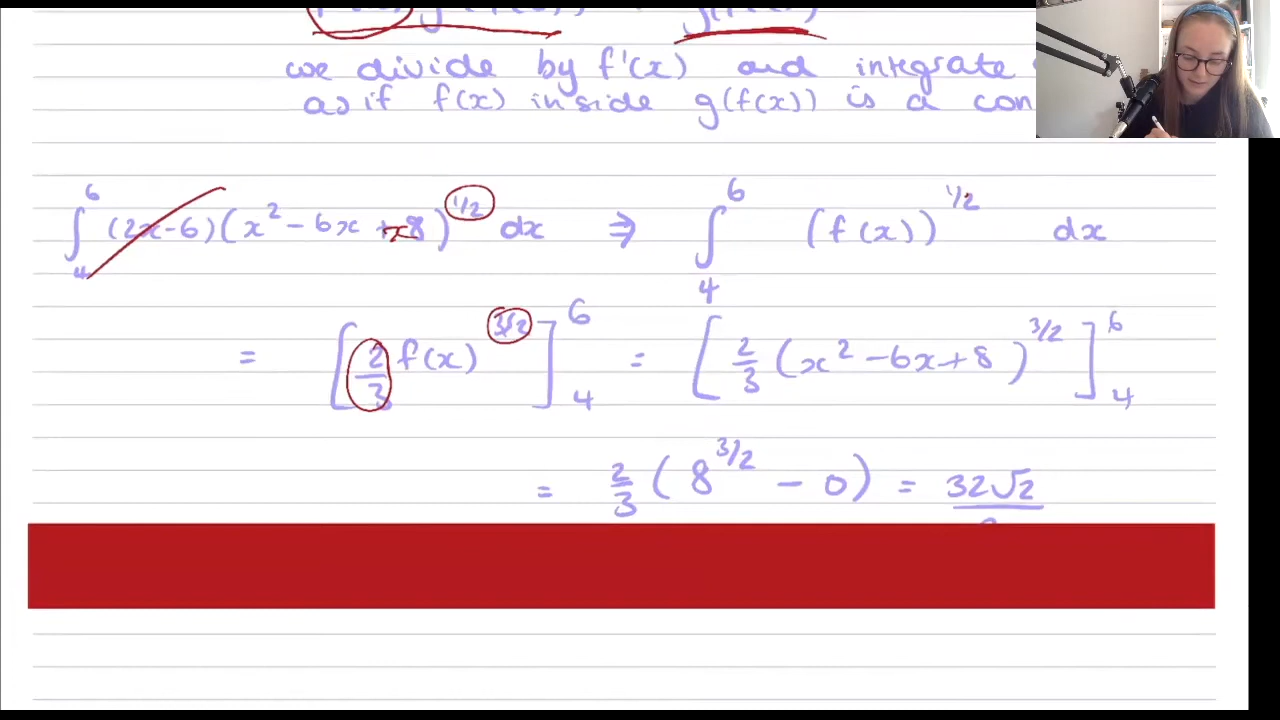 we divide by f'(x) and integrate
as if f(x) inside g(f(x)) is a con
∫₄⁶ (2x-6)(x² - 6x + 8)^(1/2) dx ⇒ ∫₄⁶ (f(x))^(1/2) dx
= [2/3 f(x)^(3/2)]₄⁶ = [2/3 (x² - 6x + 8)^(3/2)]₄⁶
= 2/3 (8^(3/2) - 0) = 32√2